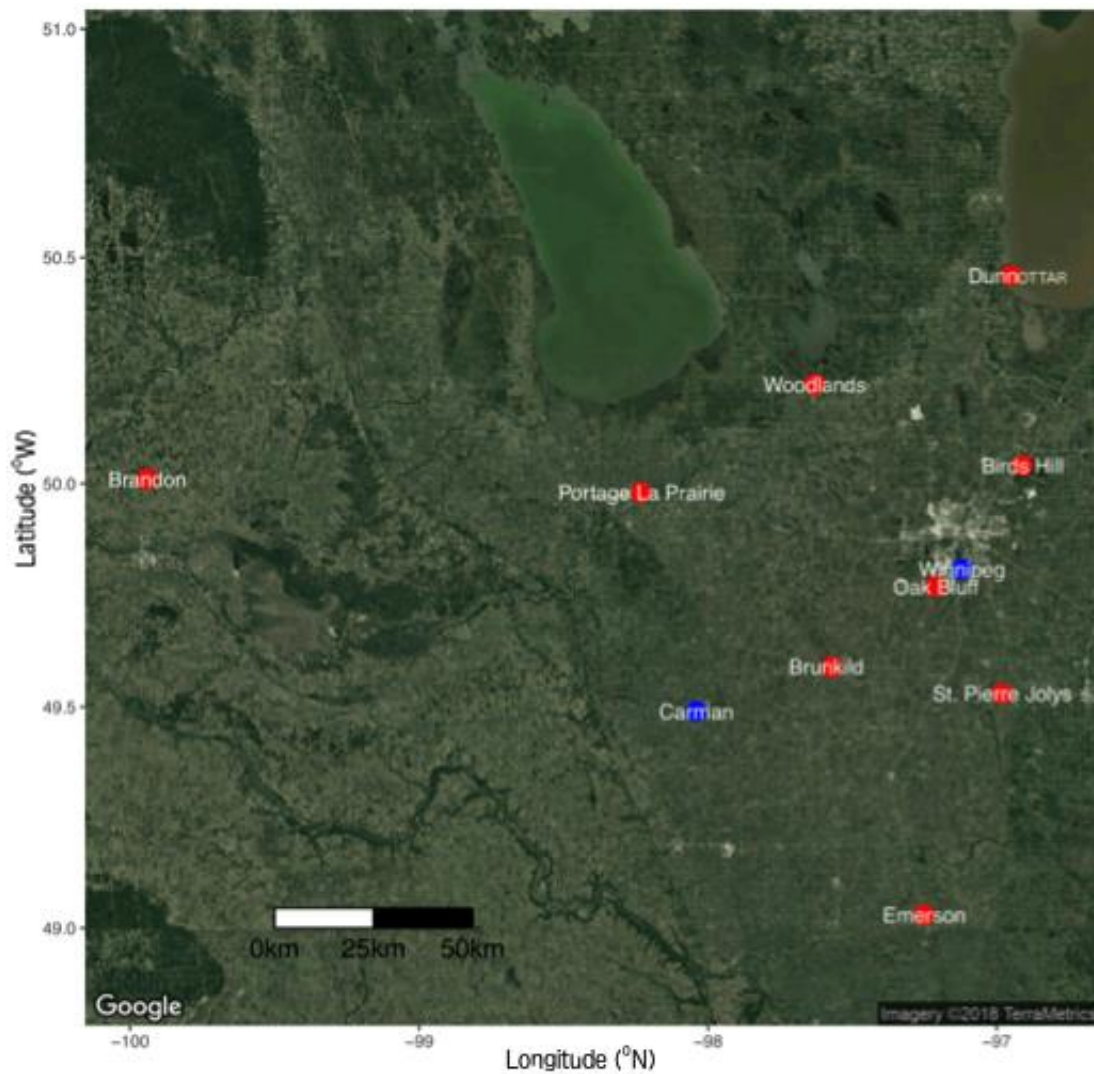 51.0
50.5
50.0
49.5
49.0
Latitude (°W)
DunnOTTAR
Woodlands
Birds Hill
Brandon
Portage La Prairie
Winnipeg
Oak Bluff
Brunkild
St. Pierre Jolys
Carman
Emerson
0km 25km 50km
Google
Imagery ©2018 TerraMetrics
-100 -99 -98 -97
Longitude (°N)